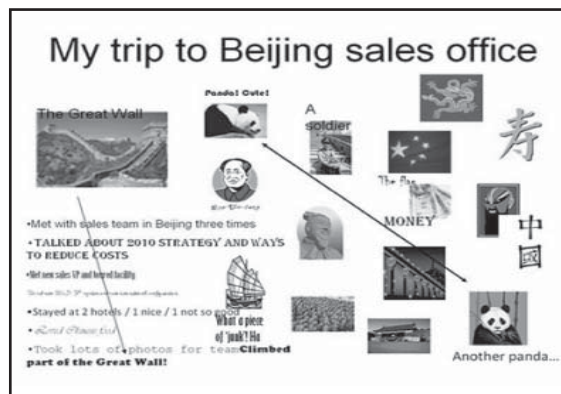 My trip to Beijing sales office
The Great Wall
Panda! Cute!
A
soldier
寿
The flag
MONEY
中
國
•Met with sales team in Beijing three times
•TALKED ABOUT 2010 STRATEGY AND WAYS
TO REDUCE COSTS
•Met new sales VP and toured facility
•Stayed at 2 hotels / 1 nice / 1 not so good
•Took lots of photos for team Climbed
part of the Great Wall!
What a piece
of 'junk'! Ha
Another panda...